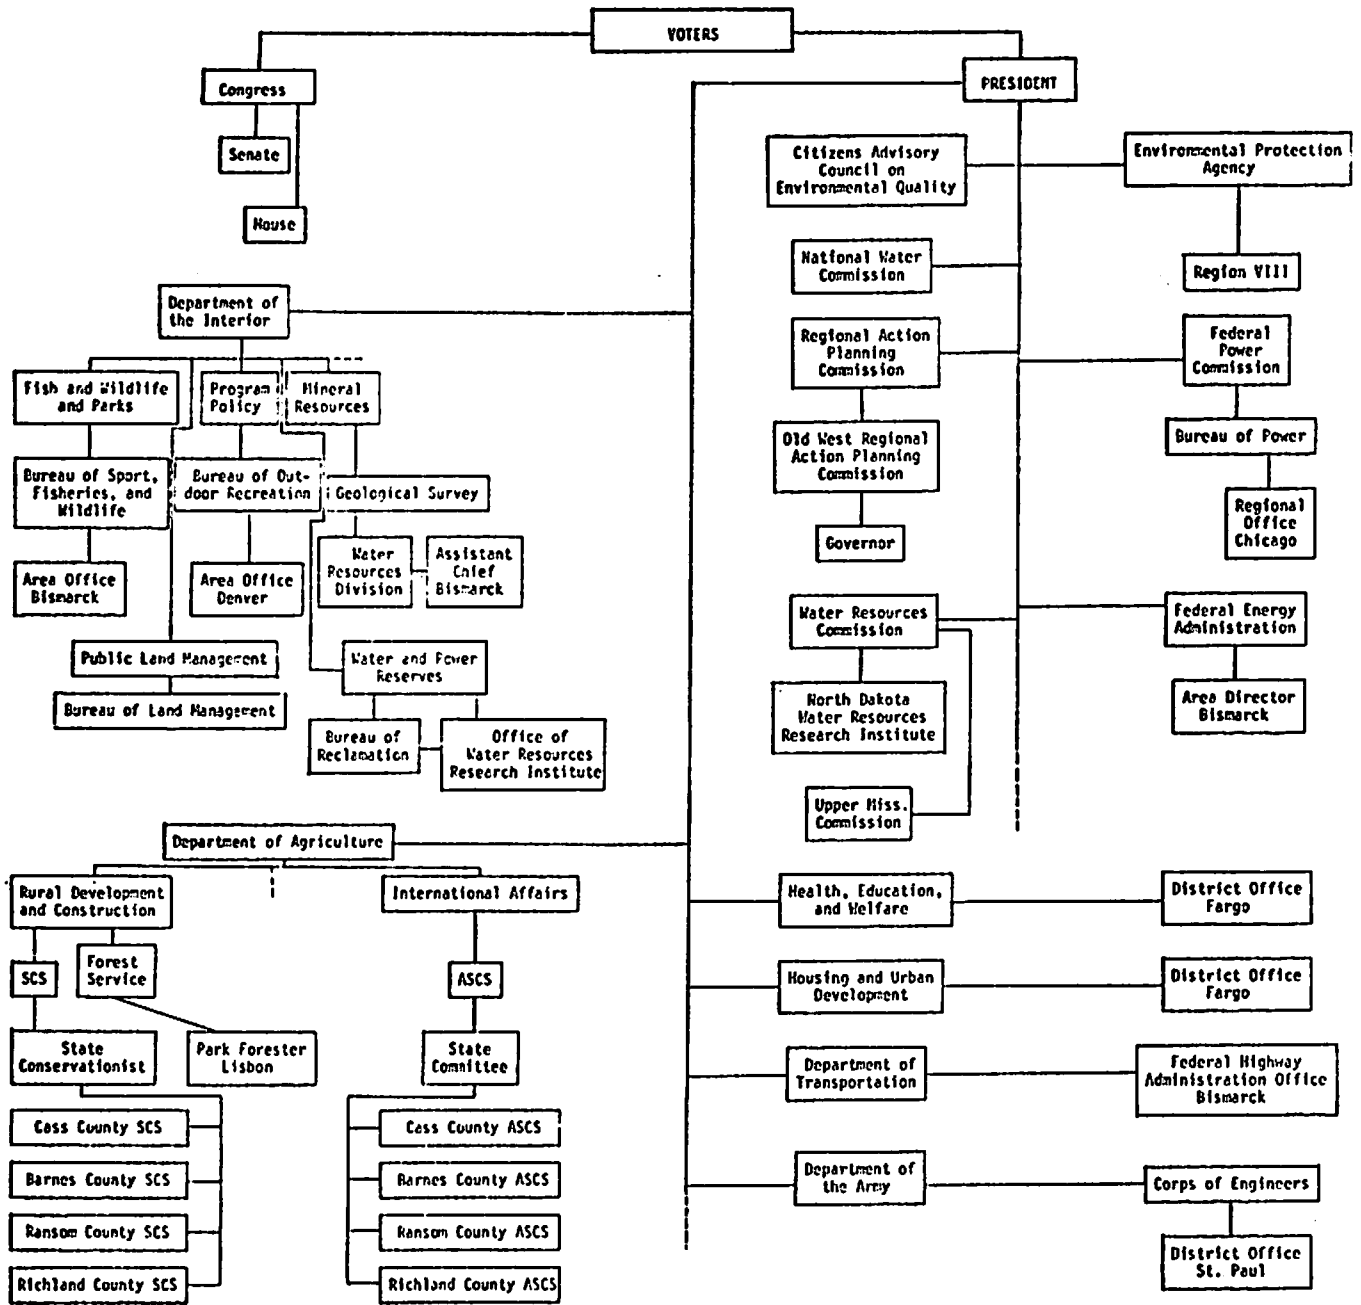 VOTERS
Congress
PRESIDENT
Senate
House
Citizens Advisory
Council on
Environmental Quality
Environmental Protection
Agency
National Water
Commission
Region VIII
Department of
the Interior
Regional Action
Planning
Commission
Federal
Power
Commission
Fish and Wildlife
and Parks
Program
Policy
Mineral
Resources
Old West Regional
Action Planning
Commission
Bureau of Power
Bureau of Sport,
Fisheries, and
Wildlife
Bureau of Out-
door Recreation
Geological Survey
Regional
Office
Chicago
Governor
Area Office
Bismarck
Area Office
Denver
Water
Resources
Division
Assistant
Chief
Bismarck
Water Resources
Commission
Federal Energy
Administration
Public Land Management
Water and Power
Reserves
Bureau of Land Management
North Dakota
Water Resources
Research Institute
Area Director
Bismarck
Bureau of
Reclamation
Office of
Water Resources
Research Institute
Upper Miss.
Commission
Department of Agriculture
Rural Development
and Construction
International Affairs
Health, Education,
and Welfare
District Office
Fargo
SCS
Forest
Service
ASCS
Housing and Urban
Development
District Office
Fargo
State
Conservationist
Park Forester
Lisbon
State
Committee
Department of
Transportation
Federal Highway
Administration Office
Bismarck
Cass County SCS
Cass County ASCS
Barnes County SCS
Barnes County ASCS
Department of
the Army
Corps of Engineers
Ransom County SCS
Ransom County ASCS
District Office
St. Paul
Richland County SCS
Richland County ASCS